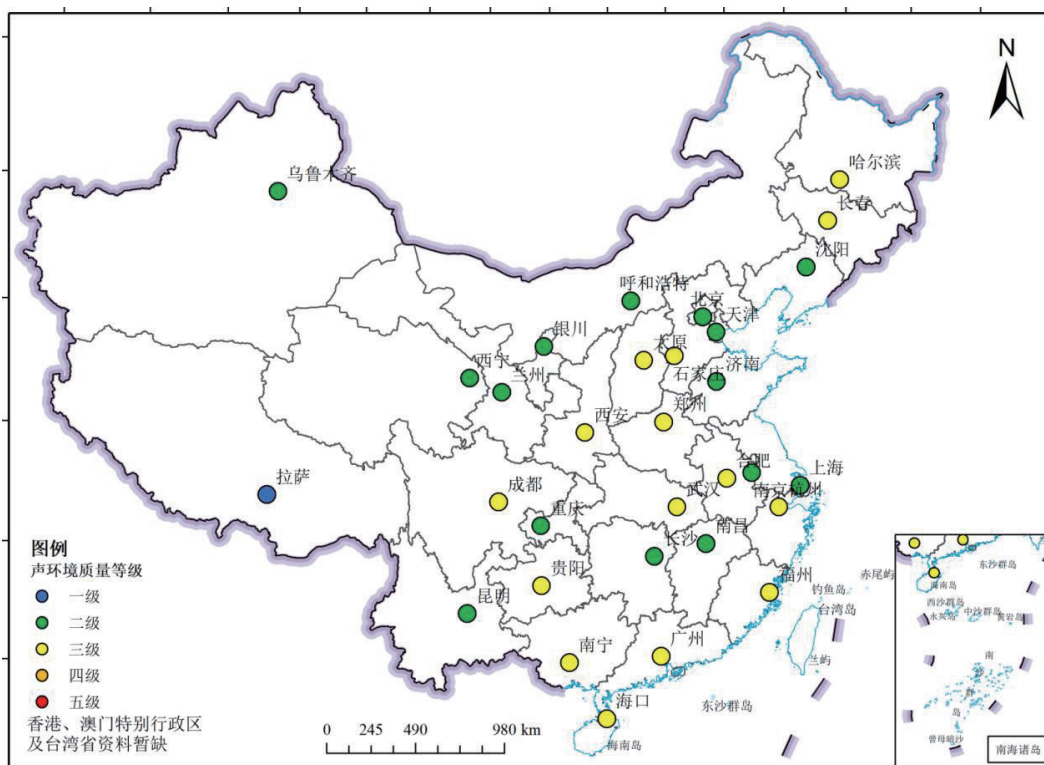 N
哈尔滨
乌鲁木齐
长春
沈阳
呼和浩特
北京
天津
银川
太原
西宁
兰州
石家庄
济南
西安
郑州
合肥
上海
拉萨
成都
武汉
南京
杭州
重庆
长沙
南昌
贵阳
昆明
福州
钓鱼岛
赤尾屿
台湾岛
南宁
广州
兰屿
海口
东沙群岛
海南岛
图例
声环境质量等级
一级
二级
三级
四级
五级
香港、澳门特别行政区
及台湾省资料暂缺
0 245 490 980 km
东沙群岛
海南岛
西沙群岛
中沙群岛
永兴岛
黄岩岛
南
沙
群
岛
曾母暗沙
南海诸岛